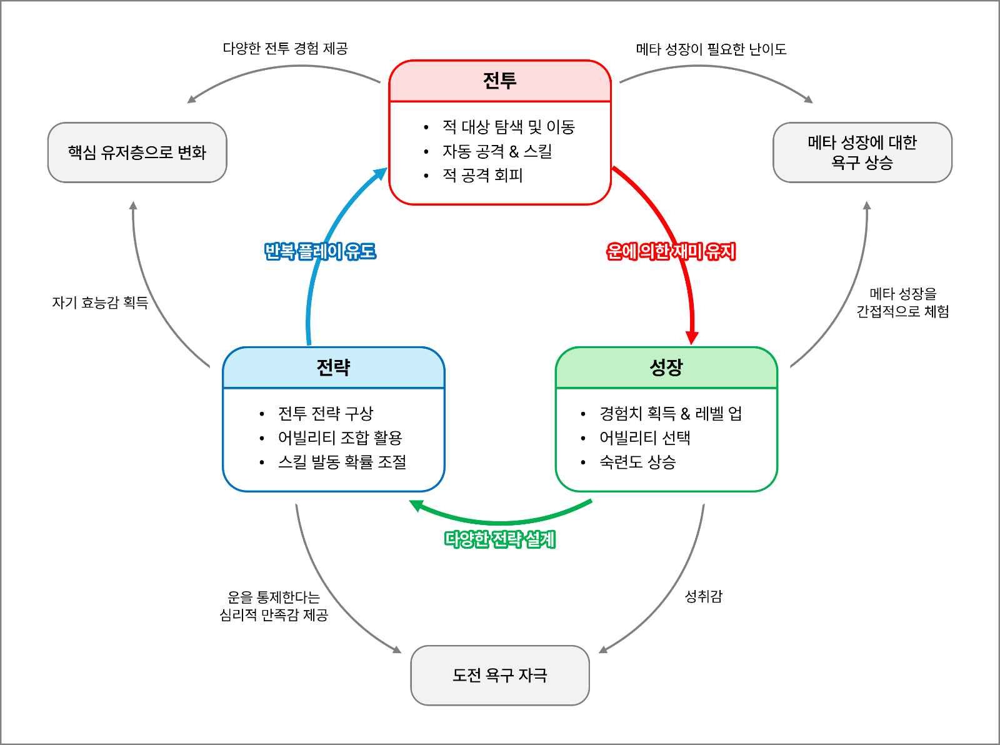 다양한 전투 경험 제공
메타 성장이 필요한 난이도
전투
• 적 대상 탐색 및 이동
• 자동 공격 & 스킬
• 적 공격 회피
핵심 유저층으로 변화
메타 성장에 대한
욕구 상승
반복 플레이 유도
운에 의한 재미 유지
자기 효능감 획득
메타 성장을
간접적으로 체험
전략
• 전투 전략 구상
• 어빌리티 조합 활용
• 스킬 발동 확률 조절
성장
• 경험치 획득 & 레벨 업
• 어빌리티 선택
• 숙련도 상승
다양한 전략 설계
운을 통제한다는
심리적 만족감 제공
성취감
도전 욕구 자극